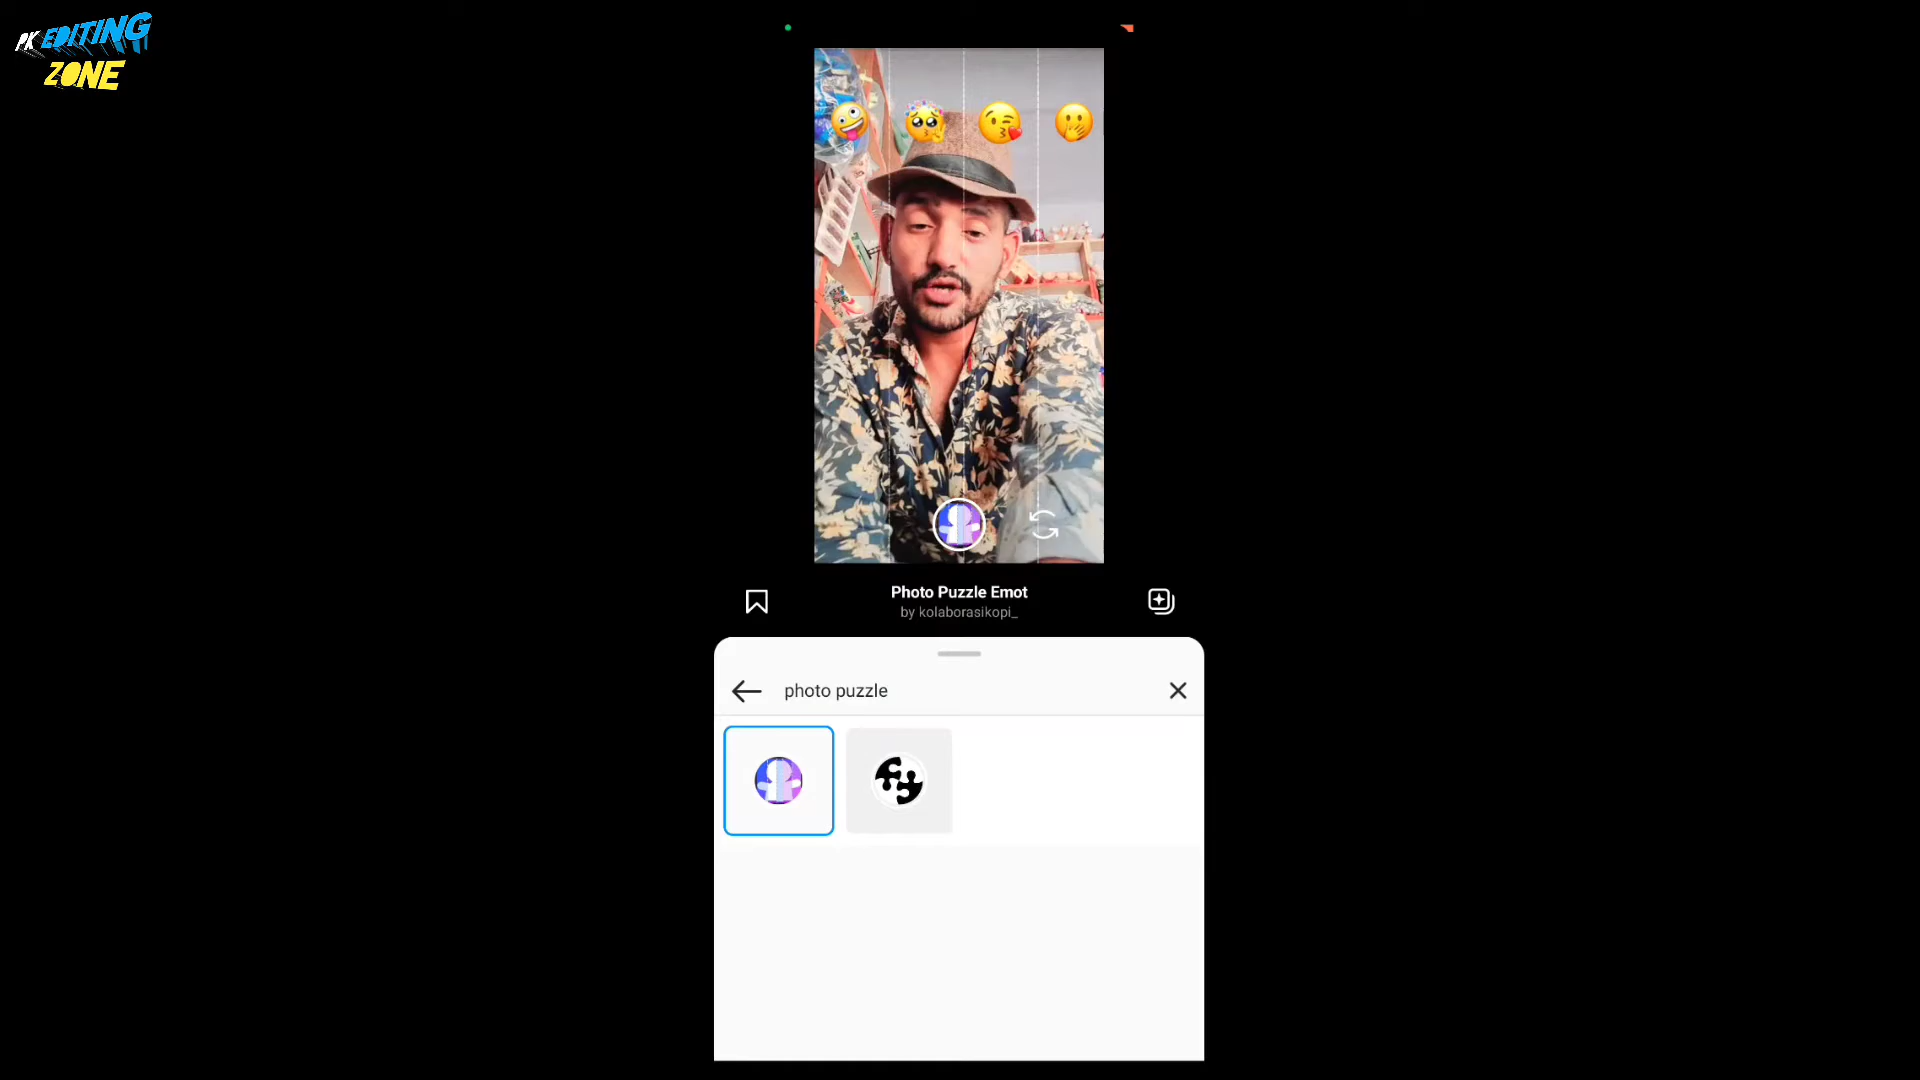 PK EDITING
ZONE
Photo Puzzle Emot
by kolaborasikopi_
photo puzzle